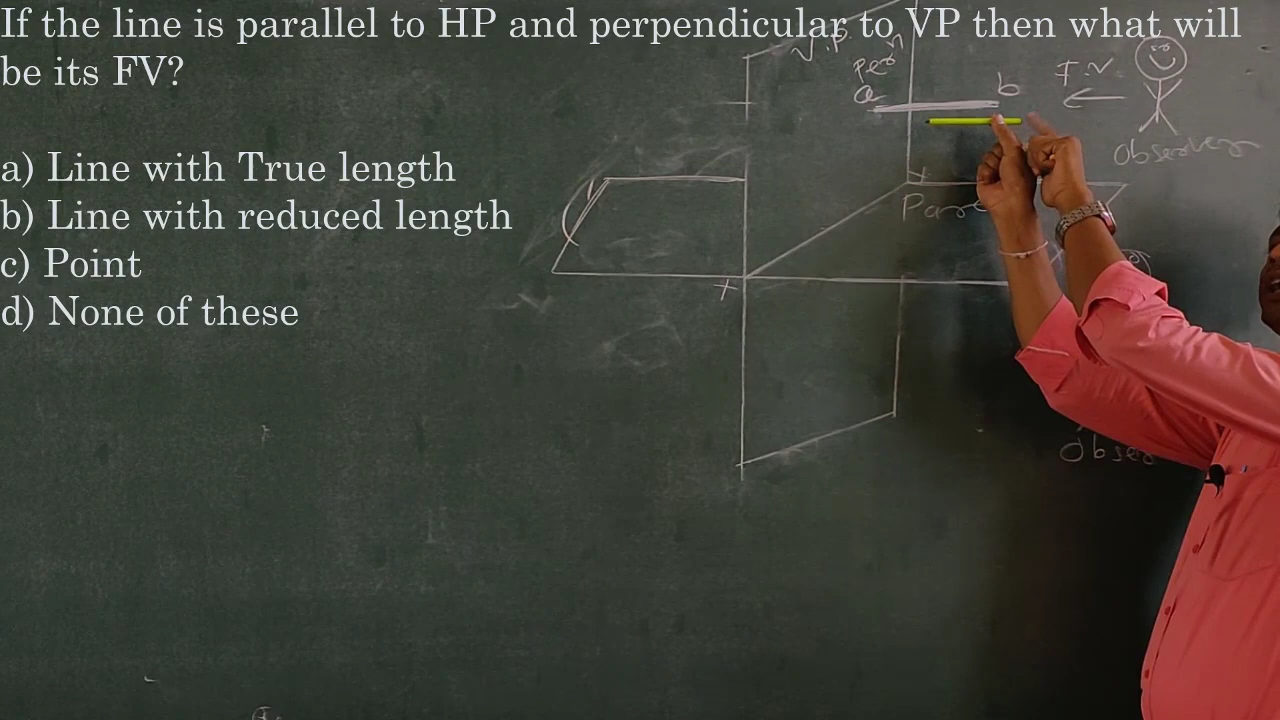 If the line is parallel to HP and perpendicular to VP then what will
be its FV?
a) Line with True length
b) Line with reduced length
c) Point
d) None of these
V.P.
Per
a
b
F.V.
Observer
x
x